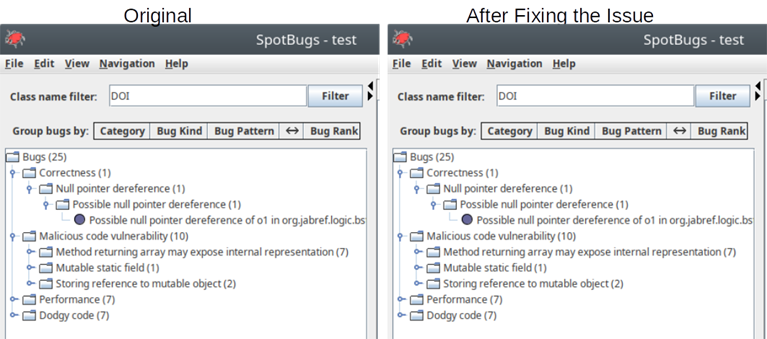 Original
SpotBugs - test
File Edit View Navigation Help
Class name filter: DOI Filter
Group bugs by: Category Bug Kind Bug Pattern ↔ Bug Rank
Bugs (25)
Correctness (1)
Null pointer dereference (1)
Possible null pointer dereference (1)
Possible null pointer dereference of o1 in org.jabref.logic.bs
Malicious code vulnerability (10)
Method returning array may expose internal representation (7)
Mutable static field (1)
Storing reference to mutable object (2)
Performance (7)
Dodgy code (7)
After Fixing the Issue
SpotBugs - test
File Edit View Navigation Help
Class name filter: DOI Filter
Group bugs by: Category Bug Kind Bug Pattern ↔ Bug Rank
Bugs (25)
Correctness (1)
Null pointer dereference (1)
Possible null pointer dereference (1)
Possible null pointer dereference of o1 in org.jabref.logic.bs
Malicious code vulnerability (10)
Method returning array may expose internal representation (7)
Mutable static field (1)
Storing reference to mutable object (2)
Performance (7)
Dodgy code (7)